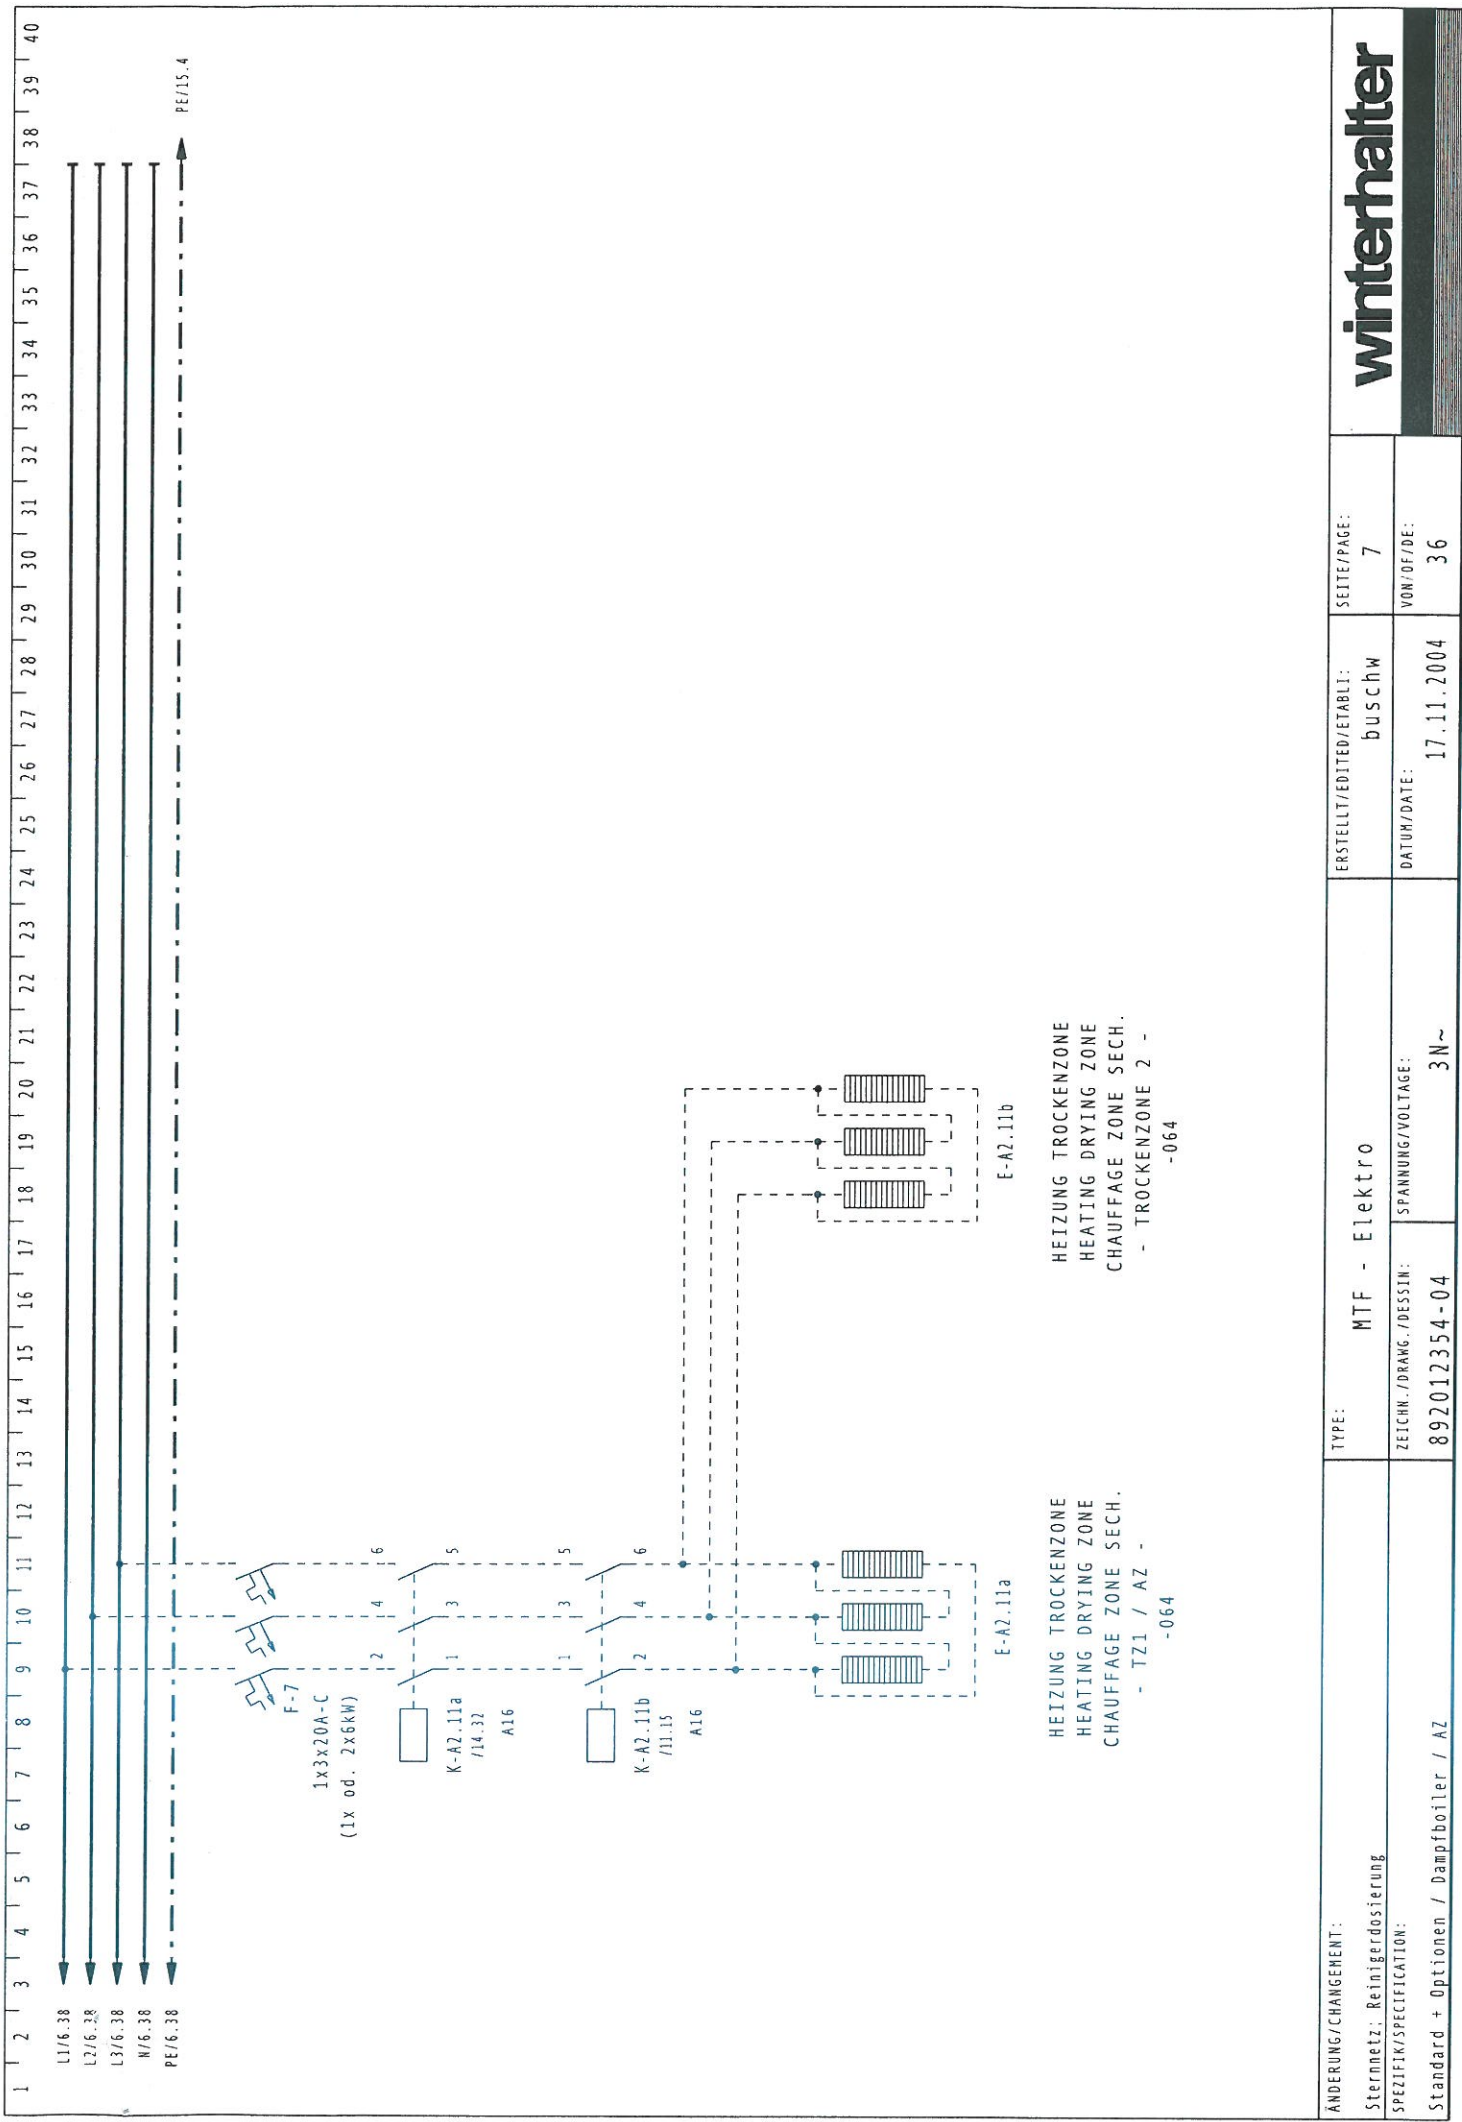 1 2 3 4 5 6 7 8 9 10 11 12 13 14 15 16 17 18 19 20 21 22 23 24 25 26 27 28 29 30 31 32 33 34 35 36 37 38 39 40
L1/6.38
L2/6.38
L3/6.38
N/6.38
PE/6.38
PE/15.4
F-7
1x3x20A-C
(1x od. 2x6kW)
2 4 6
1 3 5
K-A2.11a
/14.32
A16
1 3 5
2 4 6
K-A2.11b
/11.15
A16
E-A2.11a
HEIZUNG TROCKENZONE
HEATING DRYING ZONE
CHAUFFAGE ZONE SECH.
- TZ1 / AZ -
-064
E-A2.11b
HEIZUNG TROCKENZONE
HEATING DRYING ZONE
CHAUFFAGE ZONE SECH.
- TROCKENZONE 2 -
-064
ÄNDERUNG/CHANGEMENT:
Sternnetz; Reinigerdosierung
SPEZIFIK/SPECIFICATION:
Standard + Optionen / Dampfboiler / AZ
TYPE:
MTF - Elektro
ZEICHN./DRAWG./DESSIN:
892012354-04
SPANNUNG/VOLTAGE:
3N~
ERSTELLT/EDITED/ETABLI:
buschw
DATUM/DATE:
17.11.2004
SEITE/PAGE:
7
VON/OF/DE:
36
winterhalter